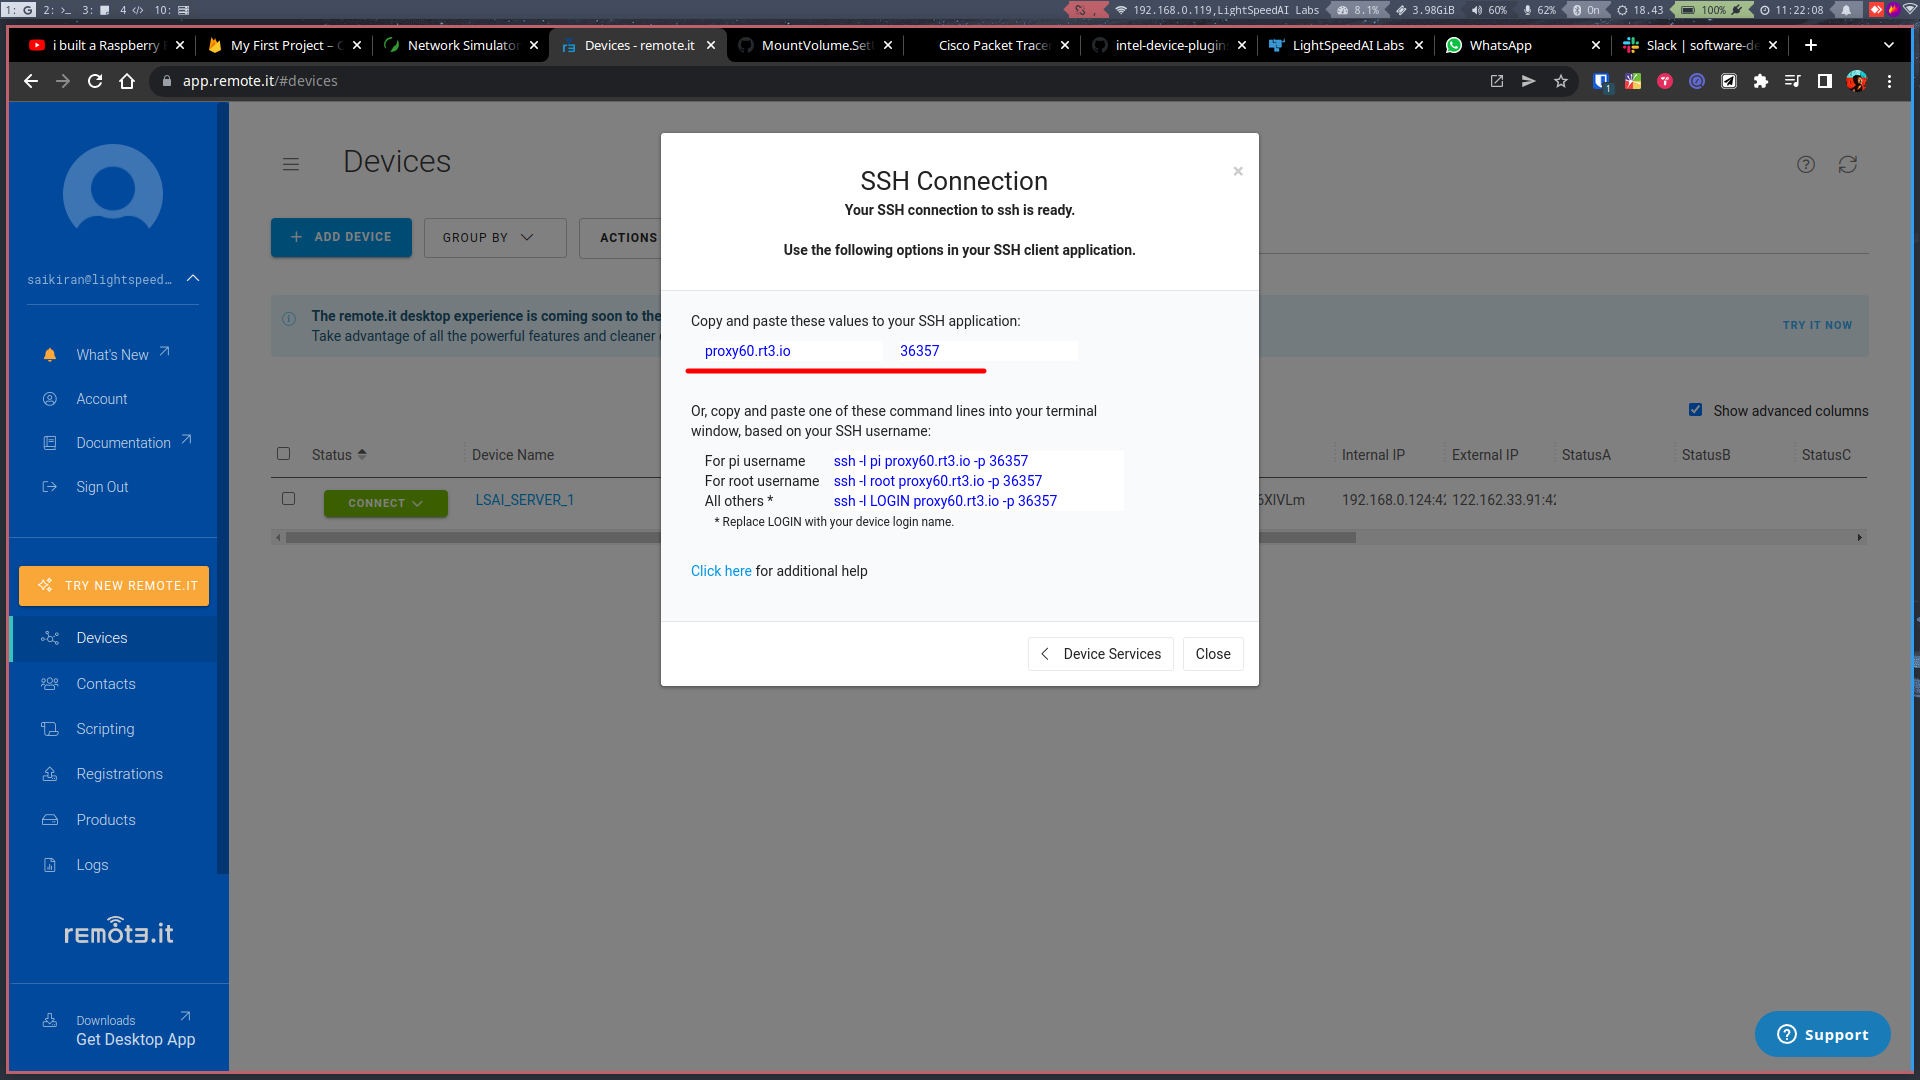 1: G 2: >_ 3: 4 </> 10:
192.168.0.119,LightSpeedAI Labs 8.1% 3.98GiB 60% 62% On 18.43 100% 11:22:08
i built a Raspberry
My First Project –
Network Simulator
Devices - remote.it
MountVolume.Set
Cisco Packet Tracer
intel-device-plugin
LightSpeedAI Labs
WhatsApp
Slack | software-de
app.remote.it/#devices
1
saikiran@lightspeed…
What's New
Account
Documentation
Sign Out
TRY NEW REMOTE.IT
Devices
Contacts
Scripting
Registrations
Products
Logs
remote.it
Downloads
Get Desktop App
Devices
ADD DEVICE
GROUP BY
ACTIONS
The remote.it desktop experience is coming soon to the
Take advantage of all the powerful features and cleaner
TRY IT NOW
Show advanced columns
Status Device Name Internal IP External IP StatusA StatusB StatusC
CONNECT LSAI_SERVER_1 6XIVLm 192.168.0.124:42 122.162.33.91:42
SSH Connection
×
Your SSH connection to ssh is ready.
Use the following options in your SSH client application.
Copy and paste these values to your SSH application:
proxy60.rt3.io 36357
Or, copy and paste one of these command lines into your terminal
window, based on your SSH username:
For pi username ssh -l pi proxy60.rt3.io -p 36357
For root username ssh -l root proxy60.rt3.io -p 36357
All others * ssh -l LOGIN proxy60.rt3.io -p 36357
* Replace LOGIN with your device login name.
Click here for additional help
Device Services
Close
Support